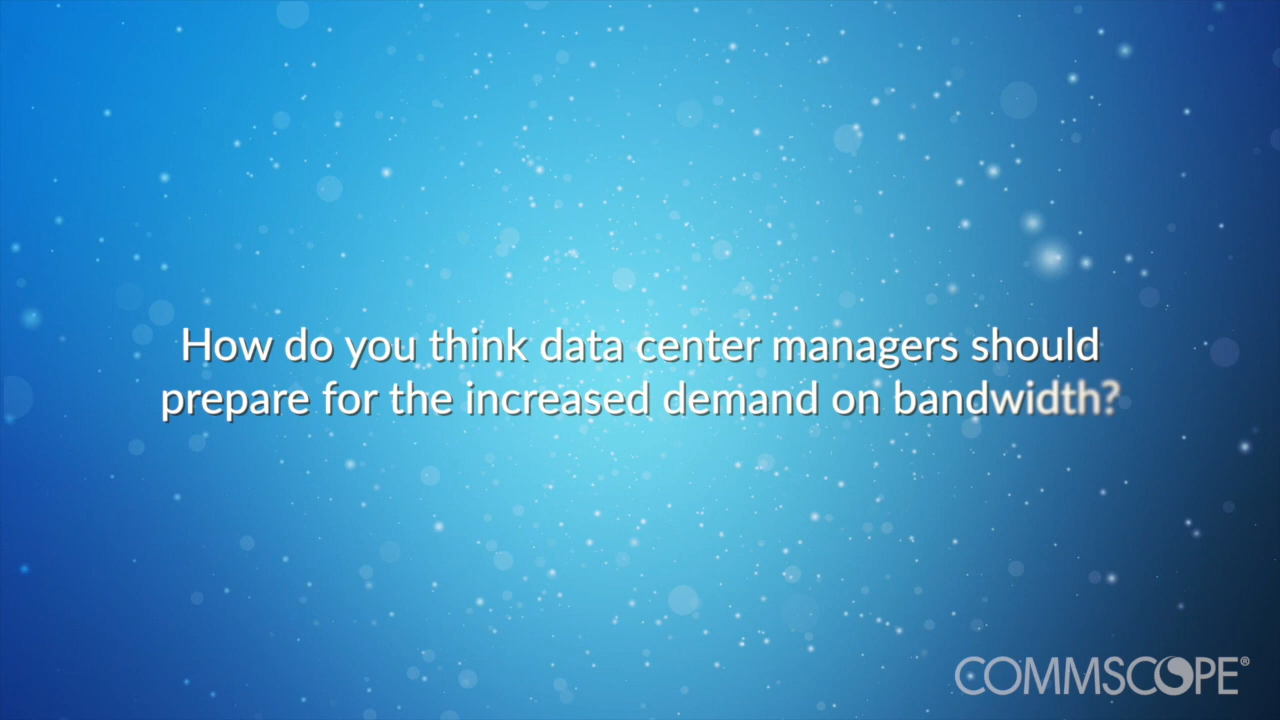 How do you think data center managers should
prepare for the increased demand on bandwidth?
COMMSCOPE®